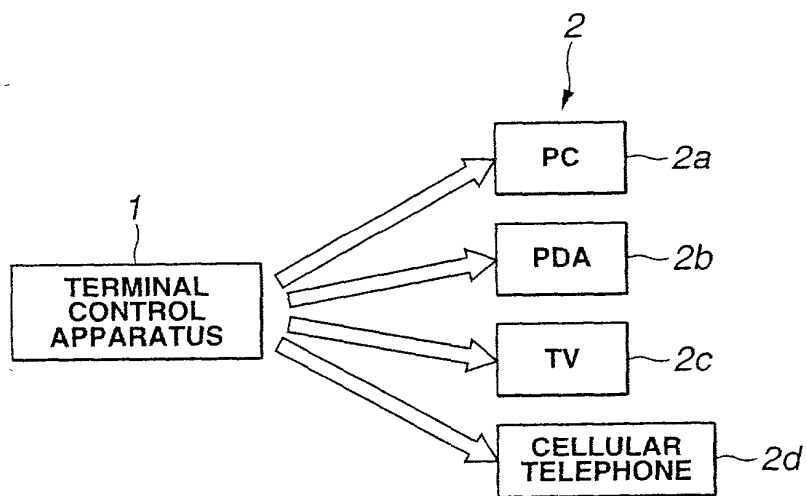 2
PC
2a
1
PDA
2b
TERMINAL
CONTROL
APPARATUS
TV
2c
CELLULAR
TELEPHONE
2d